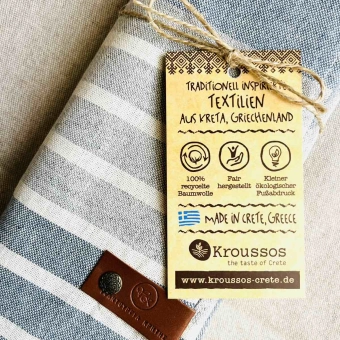 TRADITIONELL INSPIRIERTE
TEXTILIEN
AUS KRETA, GRIECHENLAND
100%
recycelte
Baumwolle
Fair
hergestellt
Kleiner
ökologischer
Fußabdruck
MADE IN CRETE, GREECE
Kroussos
the taste of Crete
www.kroussos-crete.de